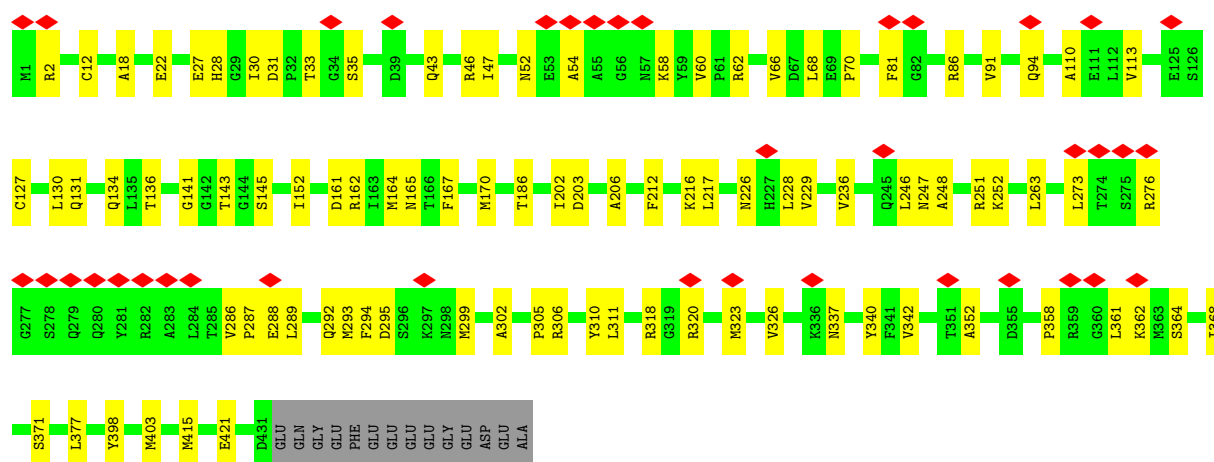 M1 R2 C12 A18 E22 E27 H28 G29 I30 D31 P32 T33 G34 S35 D39 Q43 R46 I47 N52 E53 A54 A55 G56 N57 K58 Y59 V60 P61 R62 V66 D67 L68 E69 P70 F81 G82 R86 V91 Q94 A110 E111 L112 V113 E125 S126
C127 L130 Q131 Q134 L135 T136 G141 G142 T143 G144 S145 I152 D161 R162 I163 M164 N165 T166 F167 M170 T186 I202 D203 A206 F212 K216 L217 N226 H227 L228 V229 V236 Q245 L246 N247 A248 R251 K252 L263 L273 T274 S275 R276
G277 S278 Q279 Q280 Y281 R282 A283 L284 T285 V286 P287 E288 L289 Q292 M293 F294 D295 S296 K297 N298 M299 A302 P305 R306 Y310 L311 R318 G319 R320 M323 V326 K336 N337 Y340 F341 V342 T351 A352 D355 P358 R359 G360 L361 K362 M363 S364
S371 L377 Y398 M403 M415 E421 D431 GLU GLN GLY GLU PHE GLU GLU GLU GLU GLY GLU ASP GLU ALA